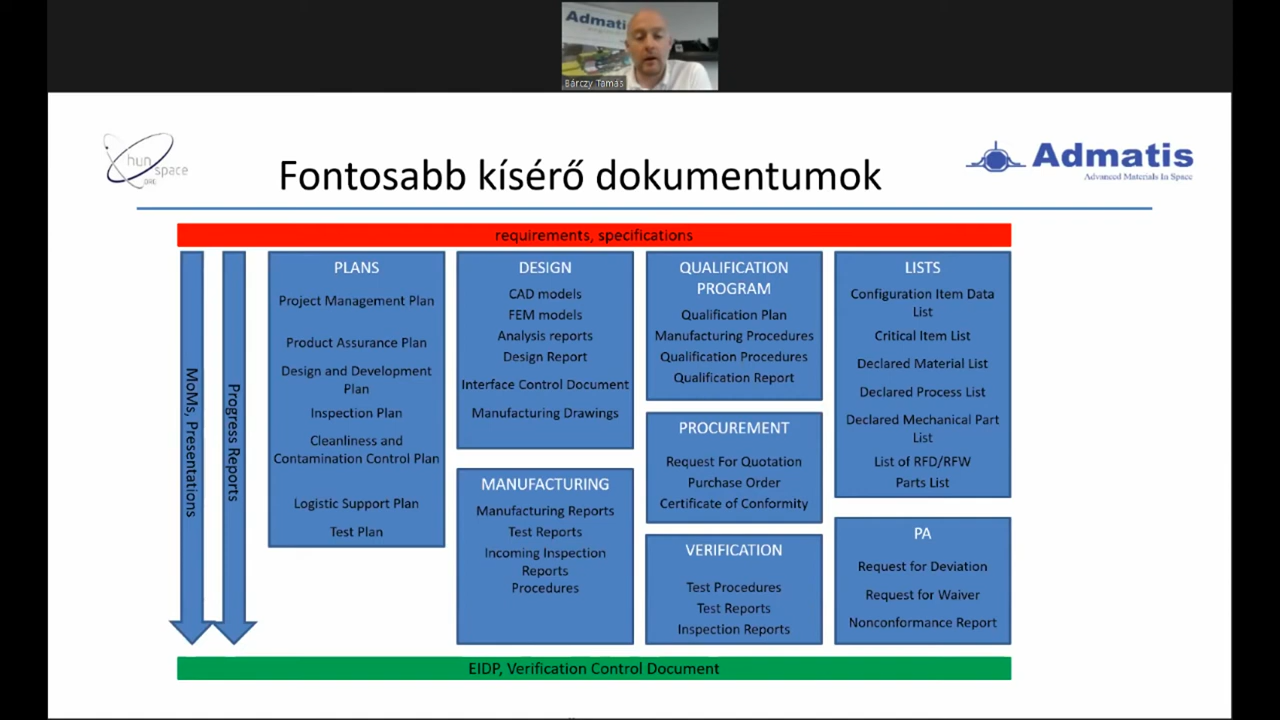 Admatis
Bárczy Tamás
hun
space
.ORG
Fontosabb kísérő dokumentumok
Admatis
Advanced Materials In Space
requirements, specifications
MoMs, Presentations
Progress Reports
PLANS
Project Management Plan
Product Assurance Plan
Design and Development
Plan
Inspection Plan
Cleanliness and
Contamination Control Plan
Logistic Support Plan
Test Plan
DESIGN
CAD models
FEM models
Analysis reports
Design Report
Interface Control Document
Manufacturing Drawings
MANUFACTURING
Manufacturing Reports
Test Reports
Incoming Inspection
Reports
Procedures
QUALIFICATION
PROGRAM
Qualification Plan
Manufacturing Procedures
Qualification Procedures
Qualification Report
PROCUREMENT
Request For Quotation
Purchase Order
Certificate of Conformity
VERIFICATION
Test Procedures
Test Reports
Inspection Reports
LISTS
Configuration Item Data
List
Critical Item List
Declared Material List
Declared Process List
Declared Mechanical Part
List
List of RFD/RFW
Parts List
PA
Request for Deviation
Request for Waiver
Nonconformance Report
EIDP, Verification Control Document